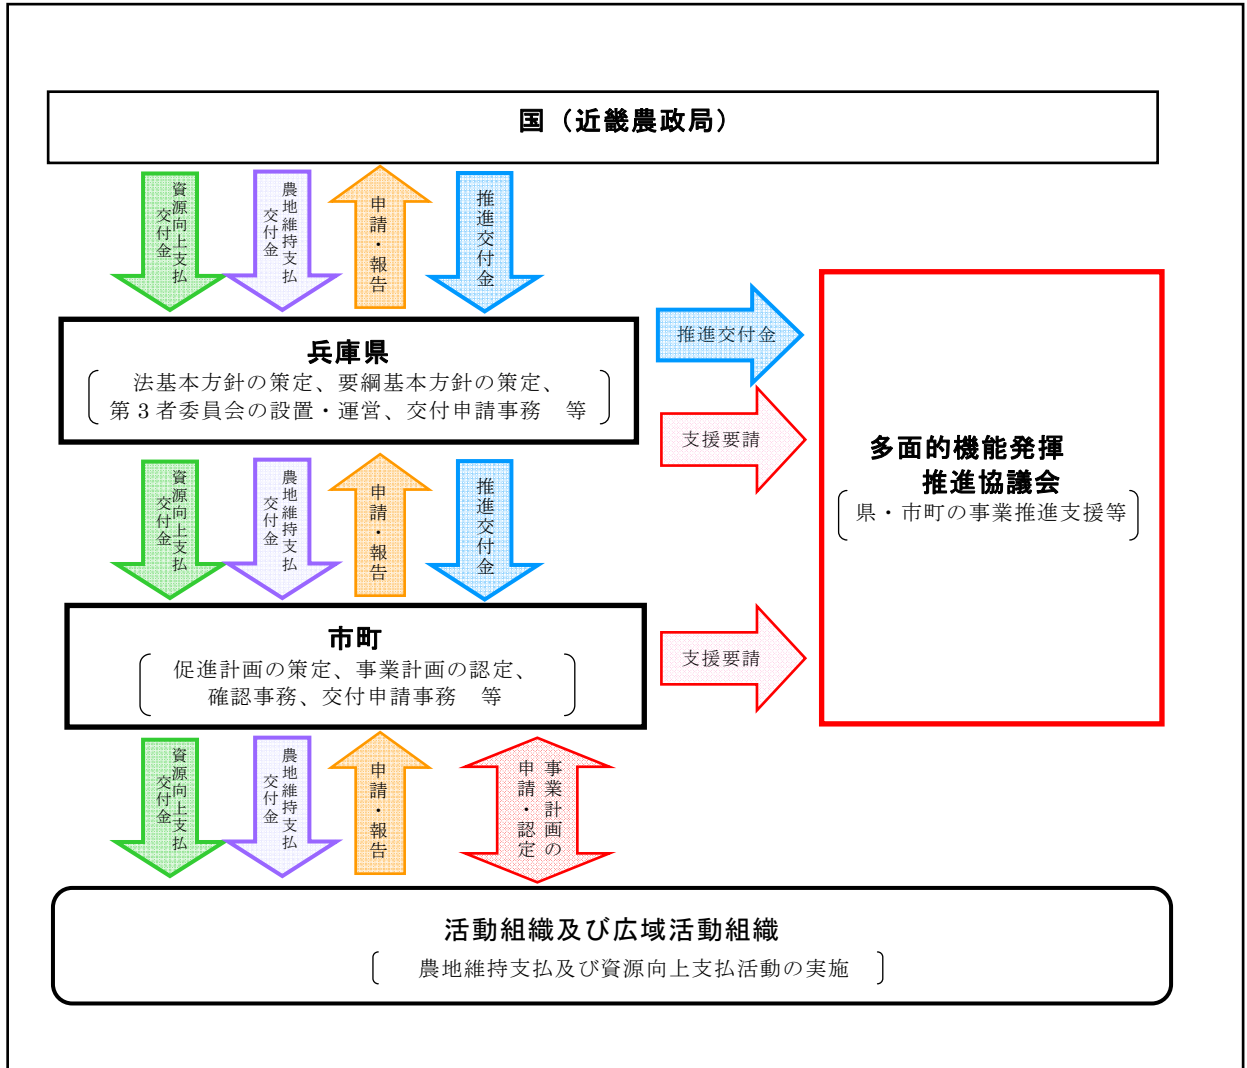 国（近畿農政局）
資源向上支払
交付金
農地維持支払
交付金
申請・報告
推進交付金
兵庫県
法基本方針の策定、要綱基本方針の策定、
第３者委員会の設置・運営、交付申請事務　等
推進交付金
支援要請
多面的機能発揮
推進協議会
県・市町の事業推進支援等
資源向上支払
交付金
農地維持支払
交付金
申請・報告
推進交付金
市町
促進計画の策定、事業計画の認定、
確認事務、交付申請事務　等
支援要請
資源向上支払
交付金
農地維持支払
交付金
申請・報告
事業計画の
申請・認定
活動組織及び広域活動組織
農地維持支払及び資源向上支払活動の実施